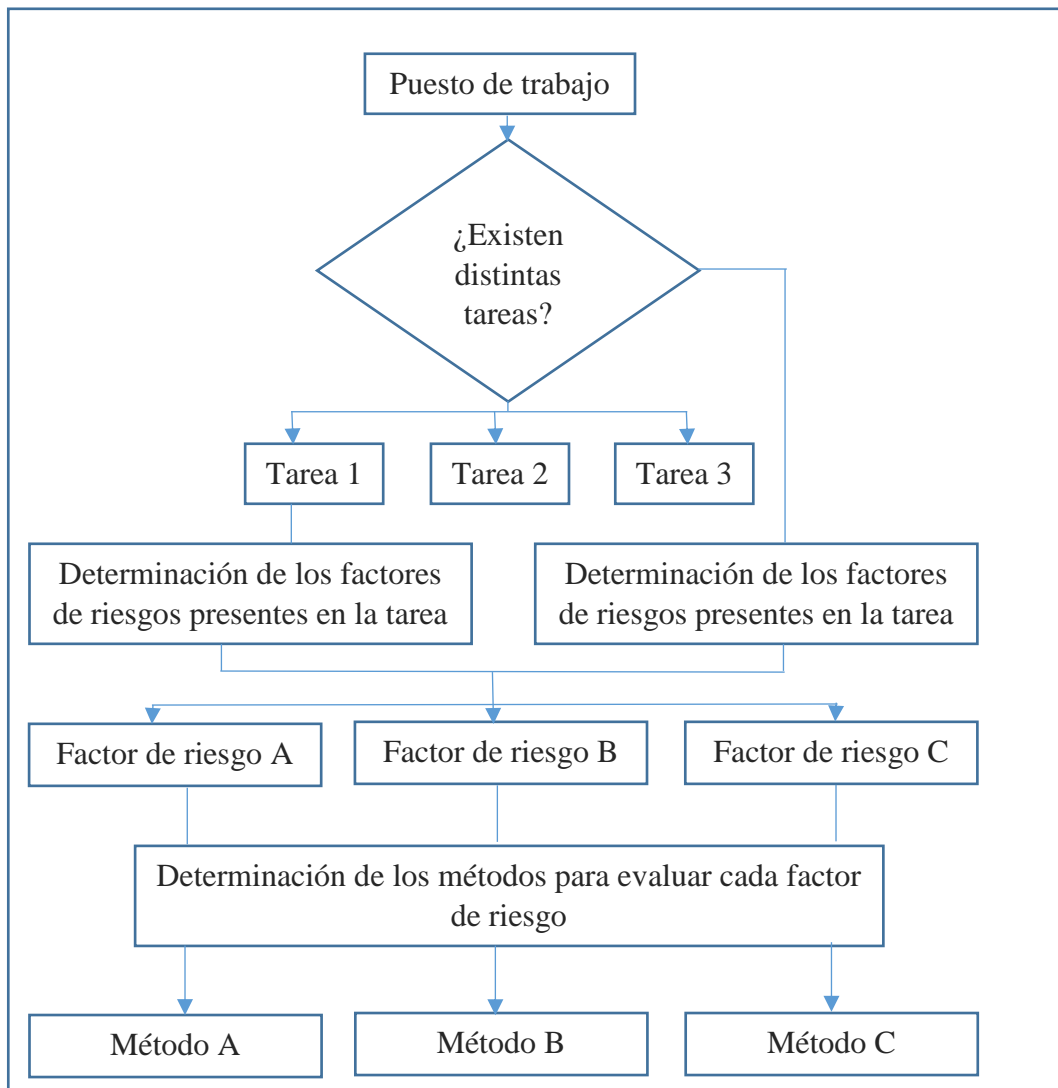 Puesto de trabajo
¿Existen
distintas
tareas?
Tarea 1
Tarea 2
Tarea 3
Determinación de los factores
de riesgos presentes en la tarea
Determinación de los factores
de riesgos presentes en la tarea
Factor de riesgo A
Factor de riesgo B
Factor de riesgo C
Determinación de los métodos para evaluar cada factor
de riesgo
Método A
Método B
Método C